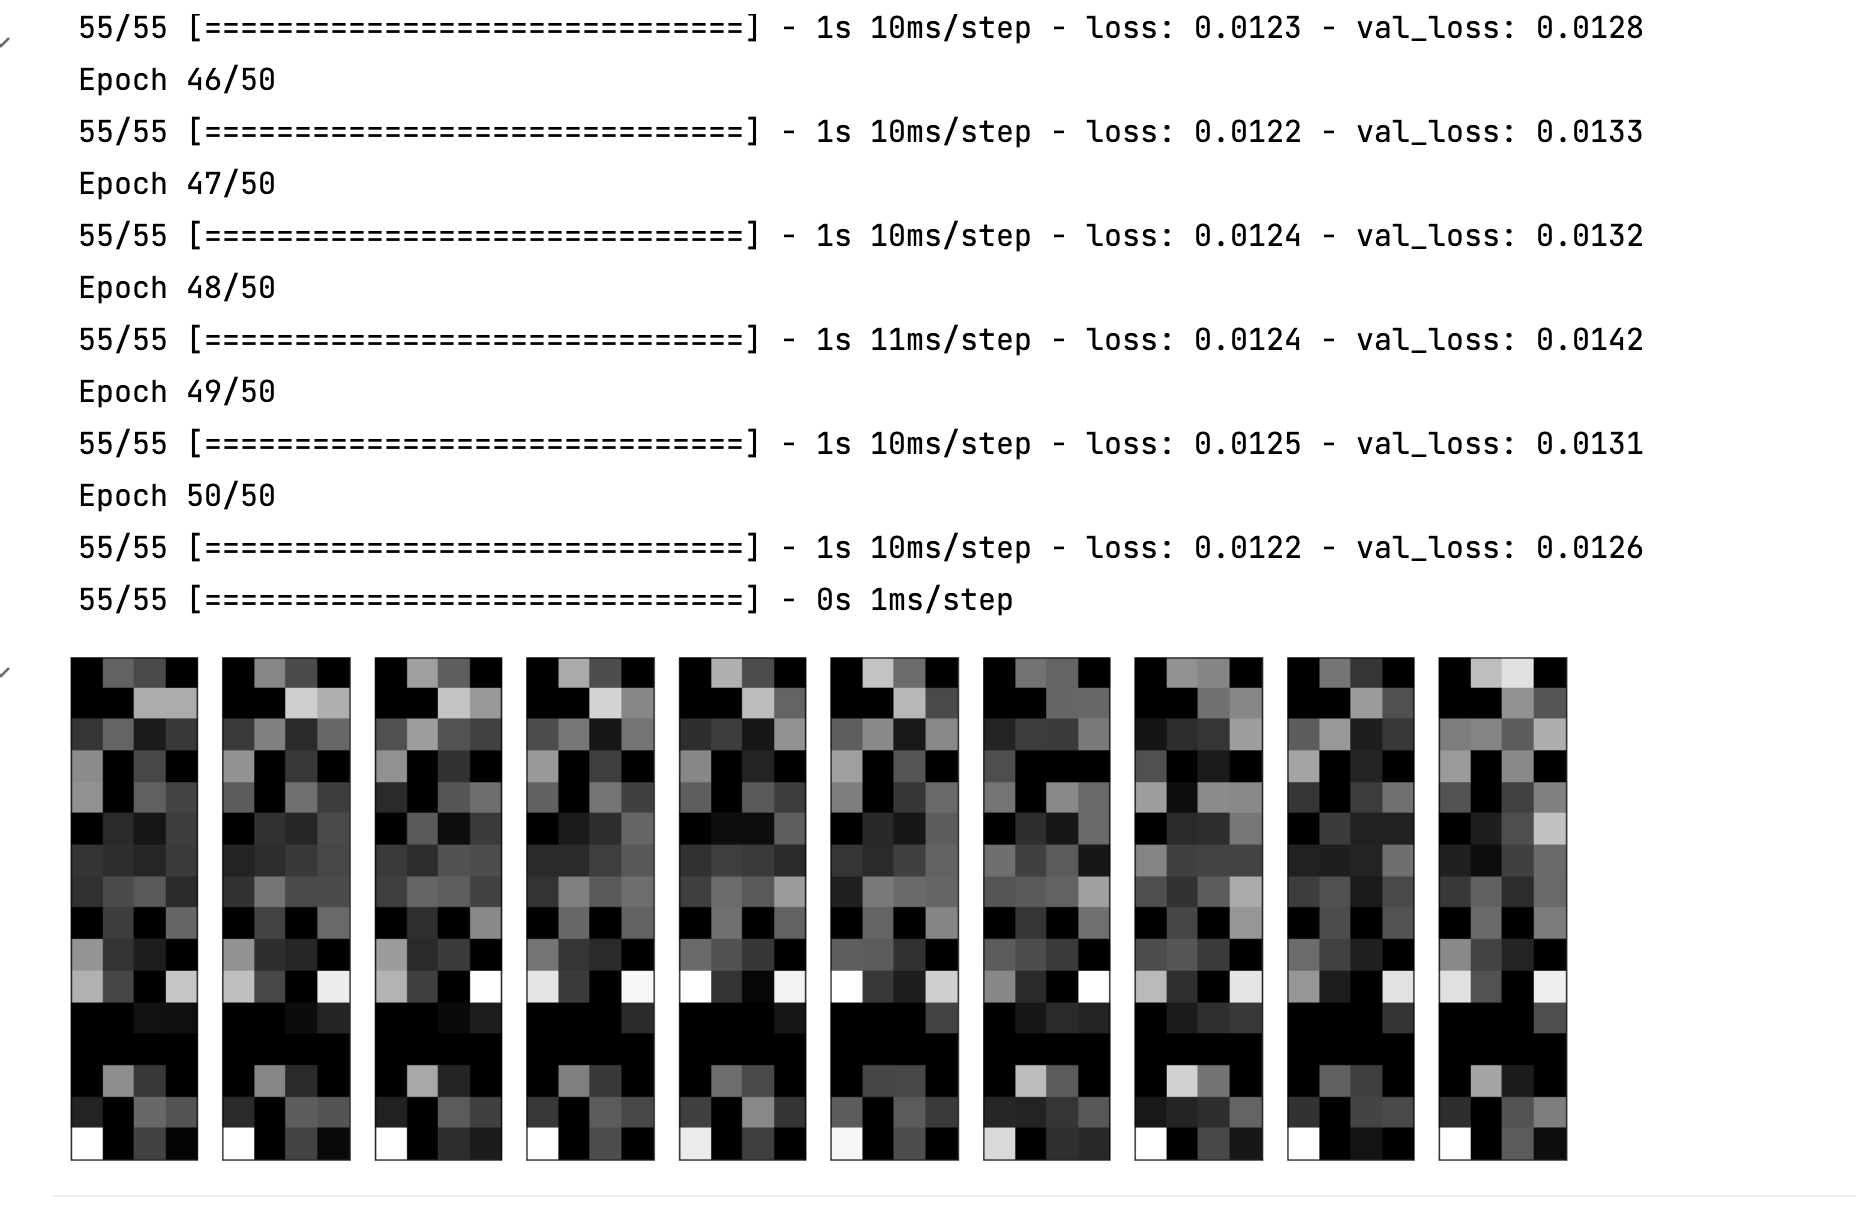 55/55 [==============================] - 1s 10ms/step - loss: 0.0123 - val_loss: 0.0128
Epoch 46/50
55/55 [==============================] - 1s 10ms/step - loss: 0.0122 - val_loss: 0.0133
Epoch 47/50
55/55 [==============================] - 1s 10ms/step - loss: 0.0124 - val_loss: 0.0132
Epoch 48/50
55/55 [==============================] - 1s 11ms/step - loss: 0.0124 - val_loss: 0.0142
Epoch 49/50
55/55 [==============================] - 1s 10ms/step - loss: 0.0125 - val_loss: 0.0131
Epoch 50/50
55/55 [==============================] - 1s 10ms/step - loss: 0.0122 - val_loss: 0.0126
55/55 [==============================] - 0s 1ms/step